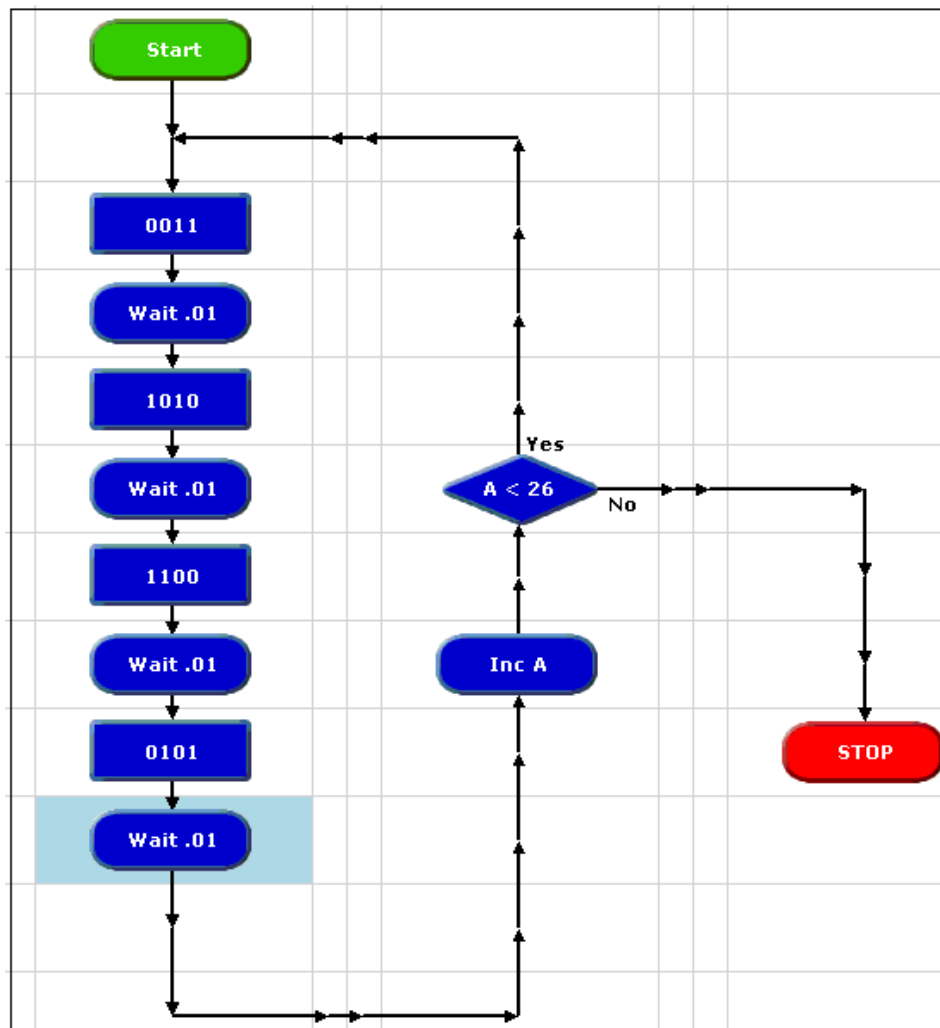 Start
0011
Wait .01
1010
Wait .01
1100
Wait .01
0101
Wait .01
Yes
A < 26
No
Inc A
STOP